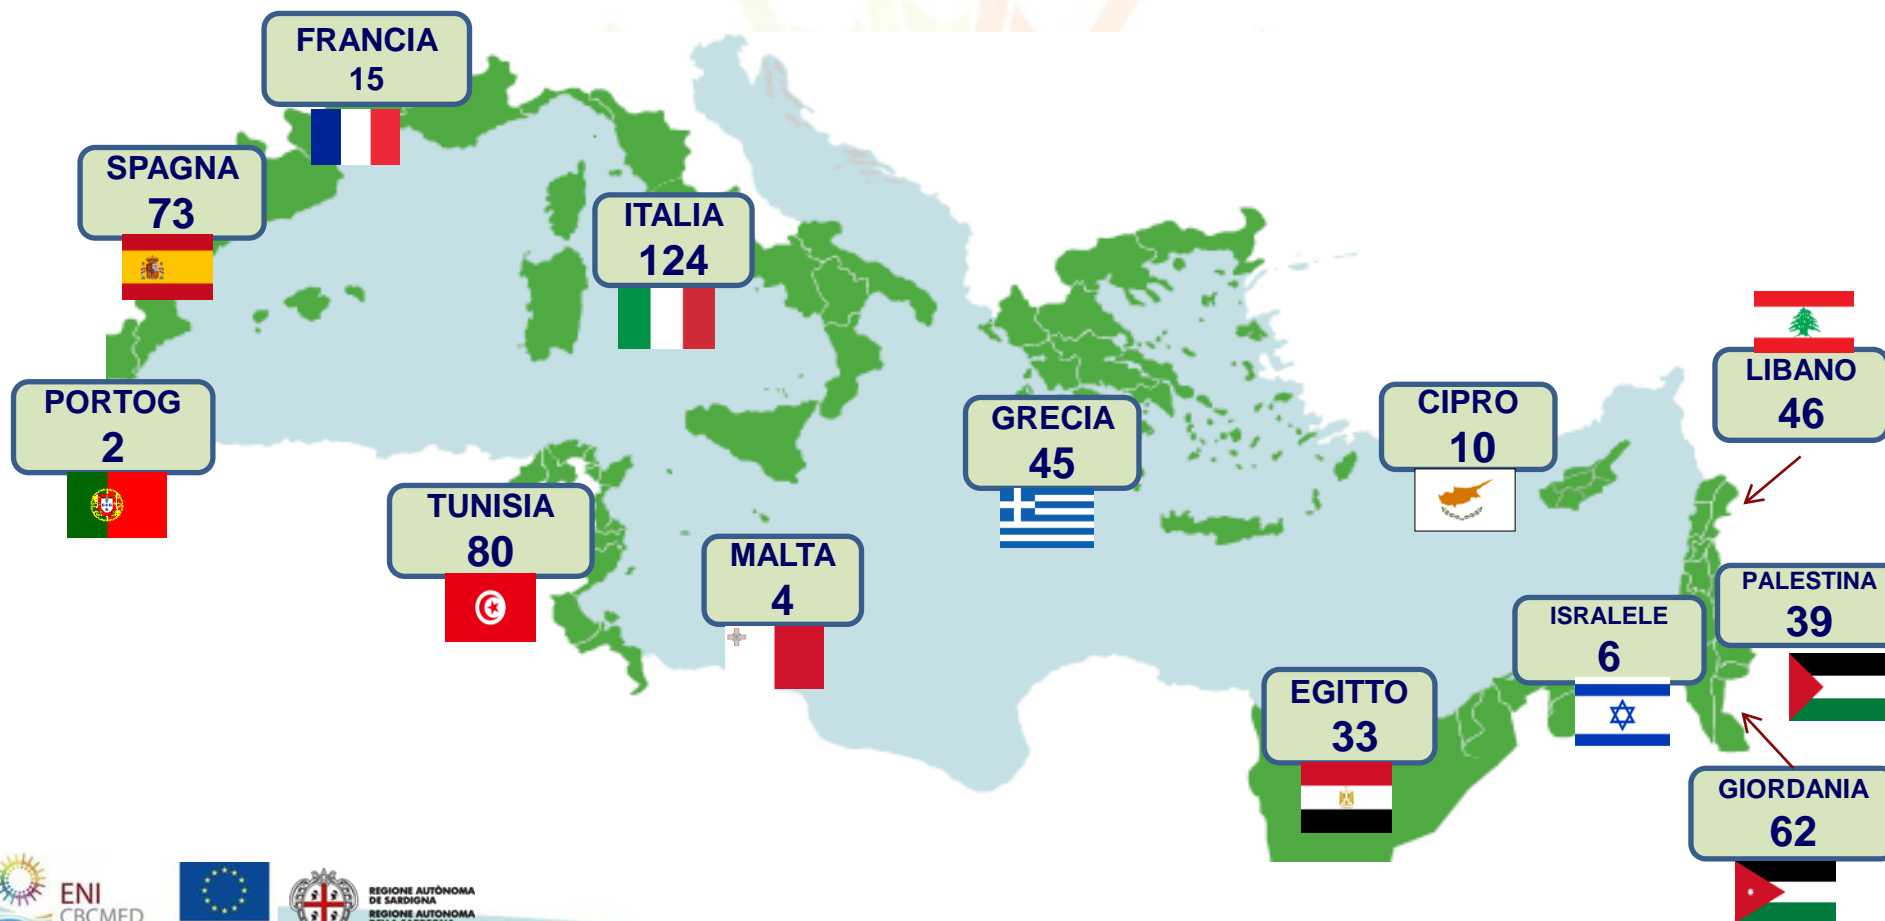 FRANCIA
15
SPAGNA
73
ITALIA
124
PORTOG
2
GRECIA
45
CIPRO
10
LIBANO
46
TUNISIA
80
MALTA
4
PALESTINA
39
ISRALELE
6
EGITTO
33
GIORDANIA
62
ENI
CBCMED
REGIONE AUTÒNOMA
DE SARDIGNA
REGIONE AUTONOMA